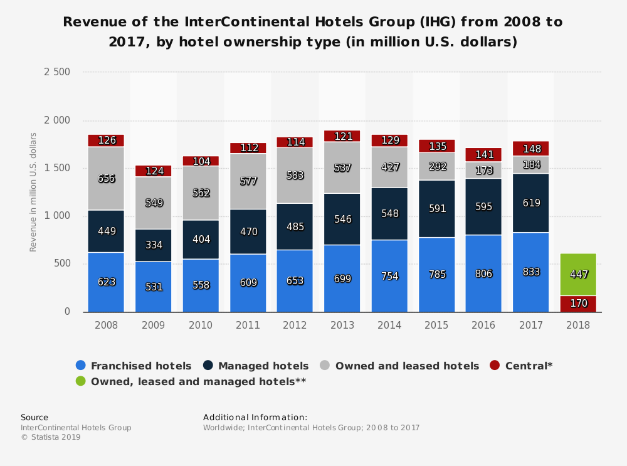 Revenue of the InterContinental Hotels Group (IHG) from 2008 to
2017, by hotel ownership type (in million U.S. dollars)
Revenue in million U.S. dollars
2 500
2 000
1 500
1 000
500
0
126 124 104 112 114 121 129 135 141 148
656 549 562 577 583 537 427 292 173 184
449 334 404 470 485 546 548 591 595 619
623 531 558 609 653 699 754 785 806 833
447
170
2008 2009 2010 2011 2012 2013 2014 2015 2016 2017 2018
Franchised hotels Managed hotels Owned and leased hotels Central*
Owned, leased and managed hotels**
Source
InterContinental Hotels Group
© Statista 2019
Additional Information:
Worldwide; InterContinental Hotels Group; 2008 to 2017